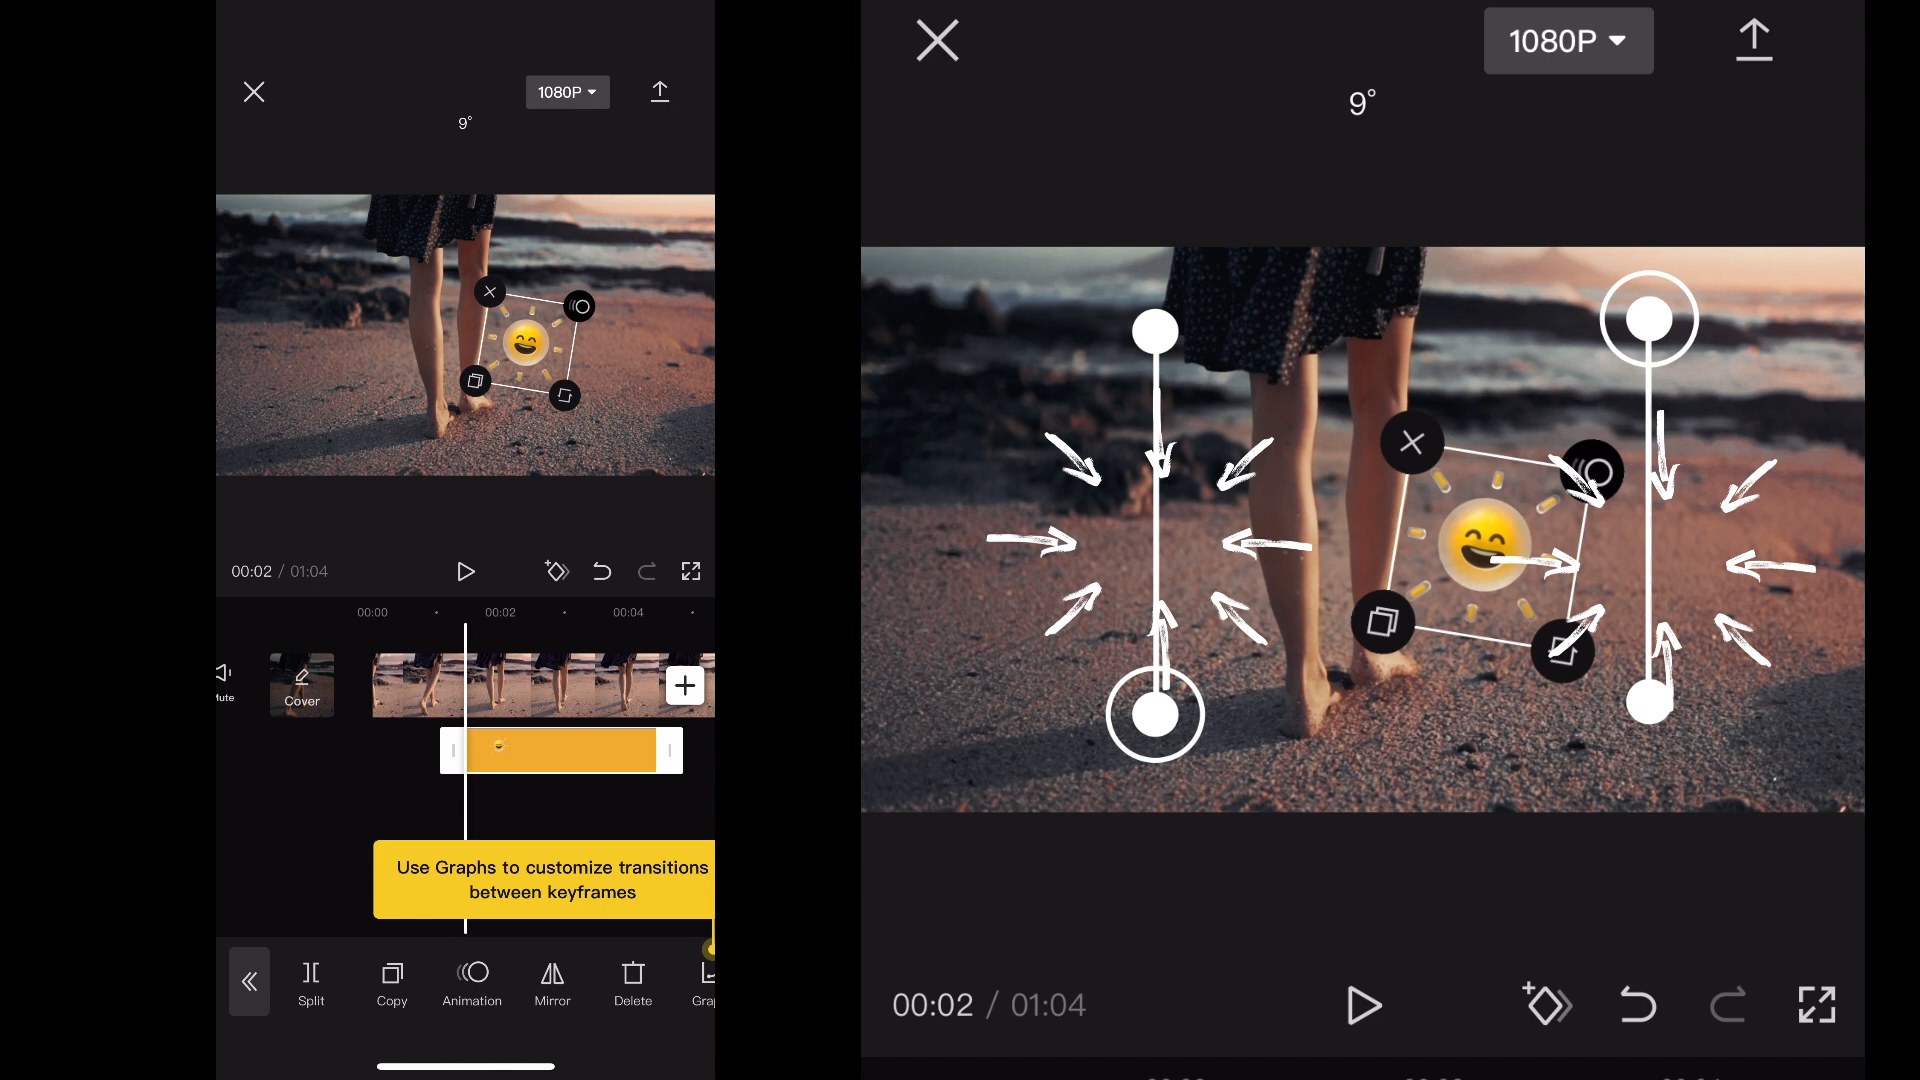 1080P
9°
00:02 / 01:04
00:00
00:02
00:04
Cover
Use Graphs to customize transitions
between keyframes
Split
Copy
Animation
Mirror
Delete
1080P
9°
00:02 / 01:04